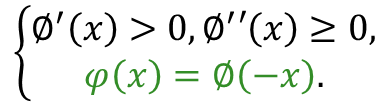 ∅′(x) > 0, ∅′′(x) ≥ 0,
φ(x) = ∅(−x).